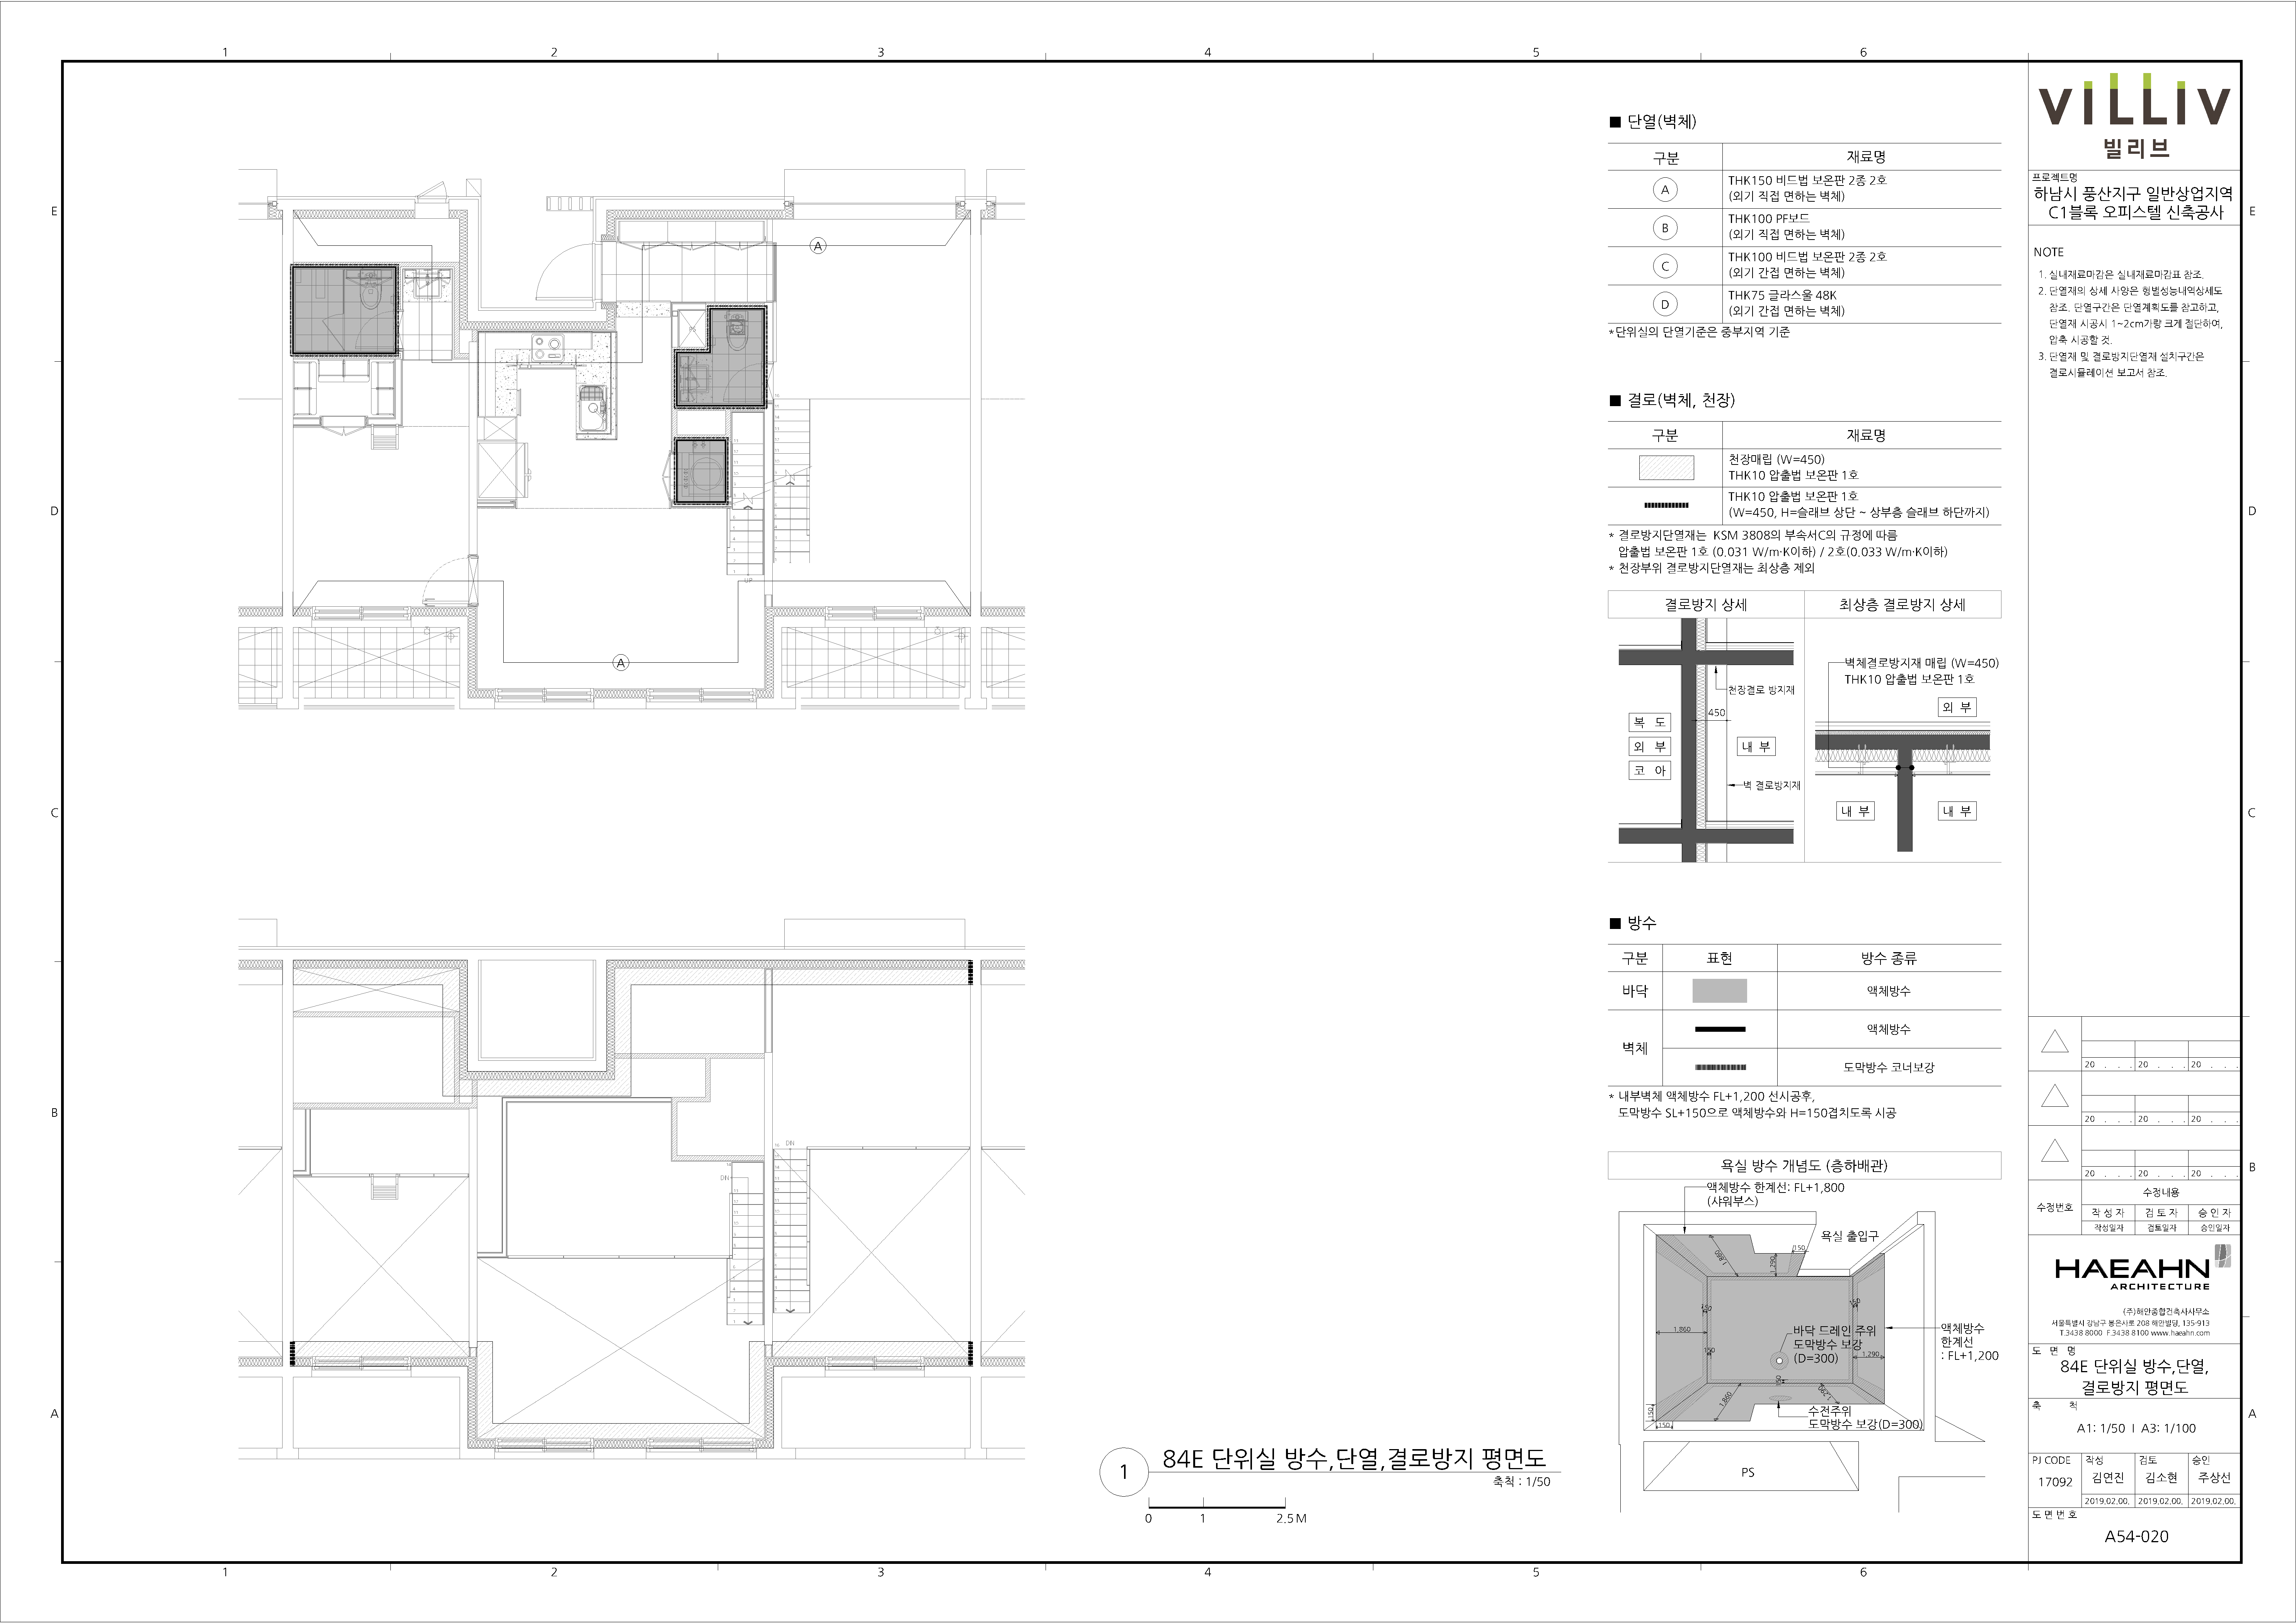 1 2 3 4 5 6
E
D
C
B
A
A
A
PS
UP
DN
DN
1
84E 단위실 방수,단열,결로방지 평면도
축척 : 1/50
0 1 2.5 M
■ 단열(벽체)
구분 재료명
A THK150 비드법 보온판 2종 2호
(외기 직접 면하는 벽체)
B THK100 PF보드
(외기 직접 면하는 벽체)
C THK100 비드법 보온판 2종 2호
(외기 간접 면하는 벽체)
D THK75 글라스울 48K
(외기 간접 면하는 벽체)
*단위실의 단열기준은 중부지역 기준
■ 결로(벽체, 천장)
구분 재료명
천장매립 (W=450)
THK10 압출법 보온판 1호
THK10 압출법 보온판 1호
(W=450, H=슬래브 상단 ~ 상부층 슬래브 하단까지)
* 결로방지단열재는 KSM 3808의 부속서C의 규정에 따름
압출법 보온판 1호 (0.031 W/m·K이하) / 2호(0.033 W/m·K이하)
* 천장부위 결로방지단열재는 최상층 제외
결로방지 상세 최상층 결로방지 상세
천장결로 방지재
450
복 도
외 부
코 아
내 부
벽 결로방지재
벽체결로방지재 매립 (W=450)
THK10 압출법 보온판 1호
외 부
내 부 내 부
■ 방수
구분 표현 방수 종류
바닥 액체방수
벽체 액체방수
도막방수 코너보강
* 내부벽체 액체방수 FL+1,200 선시공후,
도막방수 SL+150으로 액체방수와 H=150겹치도록 시공
욕실 방수 개념도 (층하배관)
액체방수 한계선: FL+1,800
(샤워부스)
욕실 출입구
150
1,860
1,290
150
150
1,860
150
바닥 드레인 주위
도막방수 보강
(D=300)
1,290
액체방수
한계선
: FL+1,200
150
1,860
1,290
150
150
수전주위
도막방수 보강(D=300)
PS
VILLIV
빌리브
프로젝트명
하남시 풍산지구 일반상업지역
C1블록 오피스텔 신축공사
NOTE
1. 실내재료마감은 실내재료마감표 참조.
2. 단열재의 상세 사양은 형별성능내역상세도
참조. 단열구간은 단열계획도를 참고하고,
단열재 시공시 1~2cm가량 크게 절단하여,
압축 시공할 것.
3. 단열재 및 결로방지단열재 설치구간은
결로시뮬레이션 보고서 참조.
20 . . . 20 . . . 20 . . .
20 . . . 20 . . . 20 . . .
20 . . . 20 . . . 20 . . .
수정번호 수정내용
작 성 자 검 토 자 승 인 자
작성일자 검토일자 승인일자
HAEAHN
ARCHITECTURE
(주)해안종합건축사사무소
서울특별시 강남구 봉은사로 208 해안빌딩, 135-913
T.3438 8000 F.3438 8100 www.haeahn.com
도 면 명
84E 단위실 방수,단열,
결로방지 평면도
축 척
A1: 1/50 I A3: 1/100
PJ CODE 작성 검토 승인
17092 김연진 김소현 주상선
2019.02.00. 2019.02.00. 2019.02.00.
도 면 번 호
A54-020
E
D
C
B
A
1 2 3 4 5 6